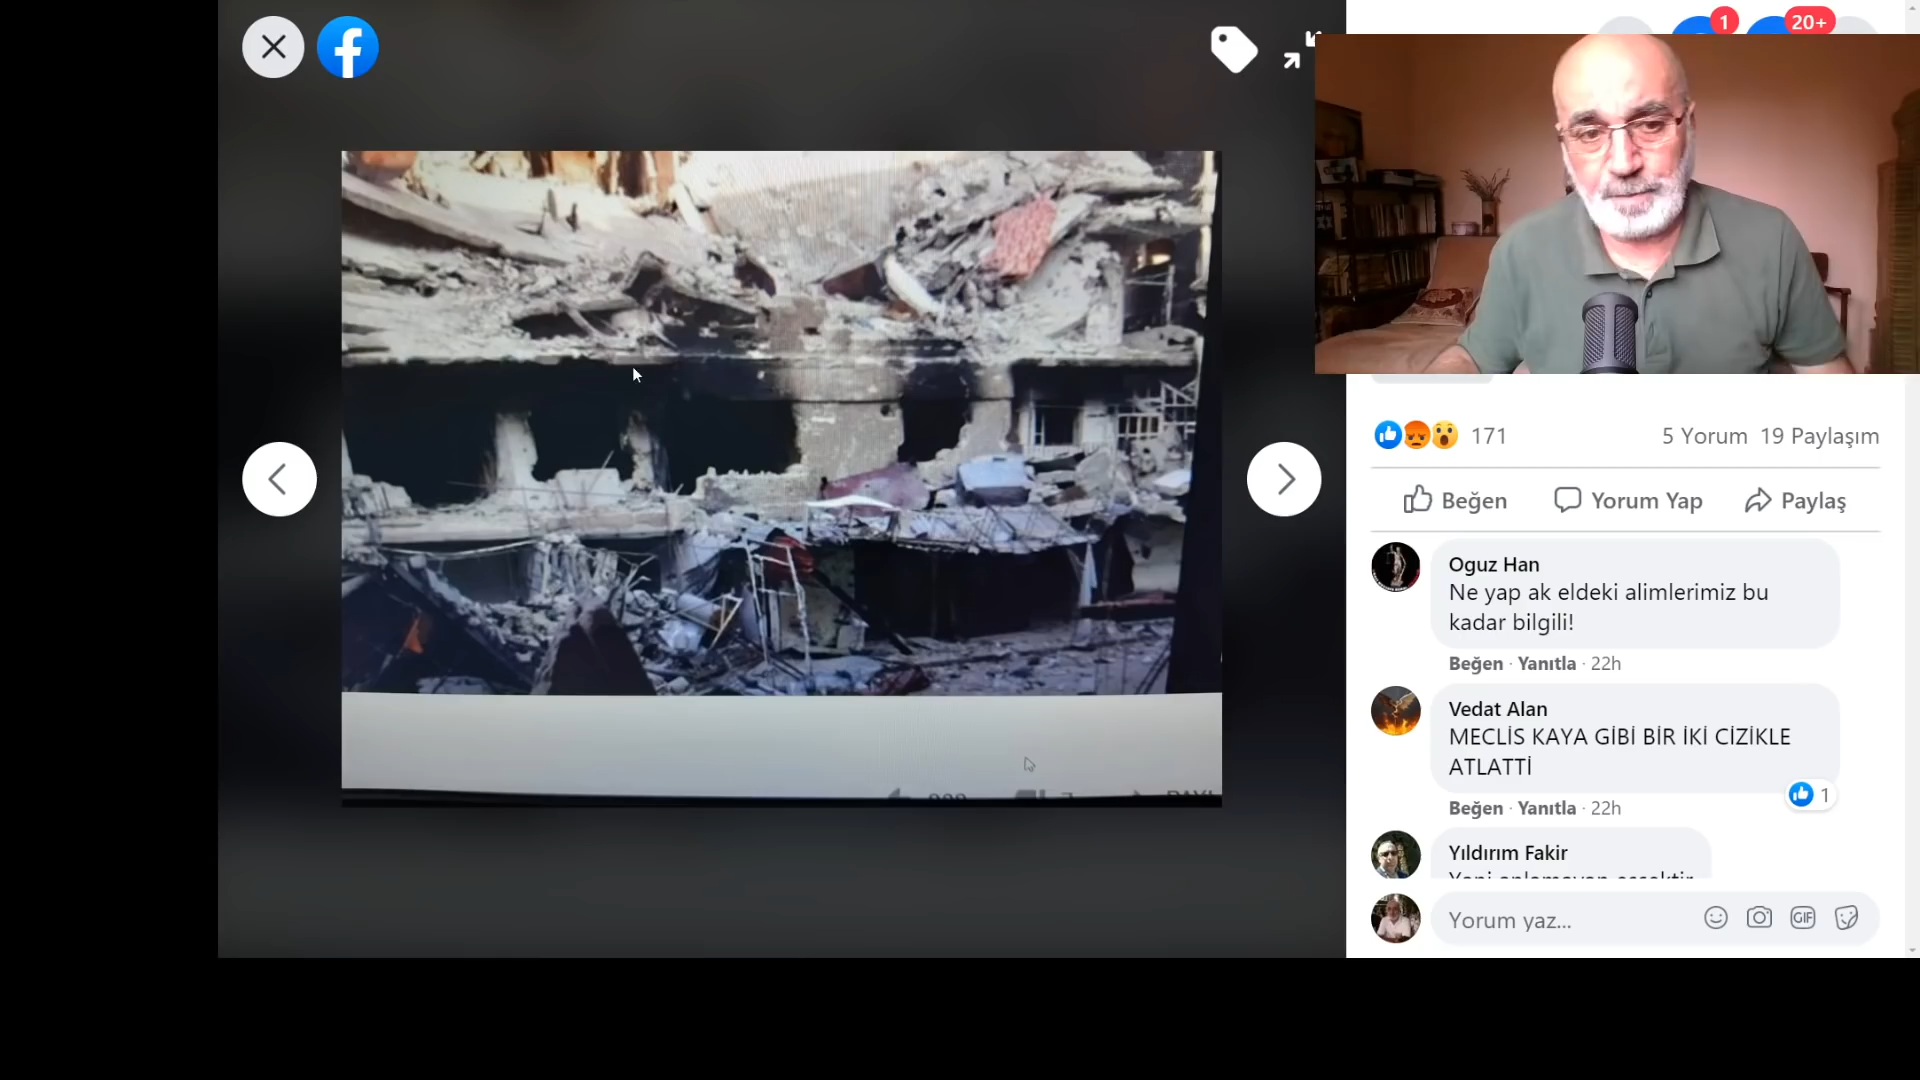 1
20+
171
5 Yorum 19 Paylaşım
Beğen
Yorum Yap
Paylaş
Oguz Han
Ne yap ak eldeki alimlerimiz bu
kadar bilgili!
Beğen · Yanıtla · 22h
Vedat Alan
MECLİS KAYA GİBİ BİR İKİ CİZİKLE
ATLATTİ
1
Beğen · Yanıtla · 22h
Yıldırım Fakir
Yorum yaz...
GIF